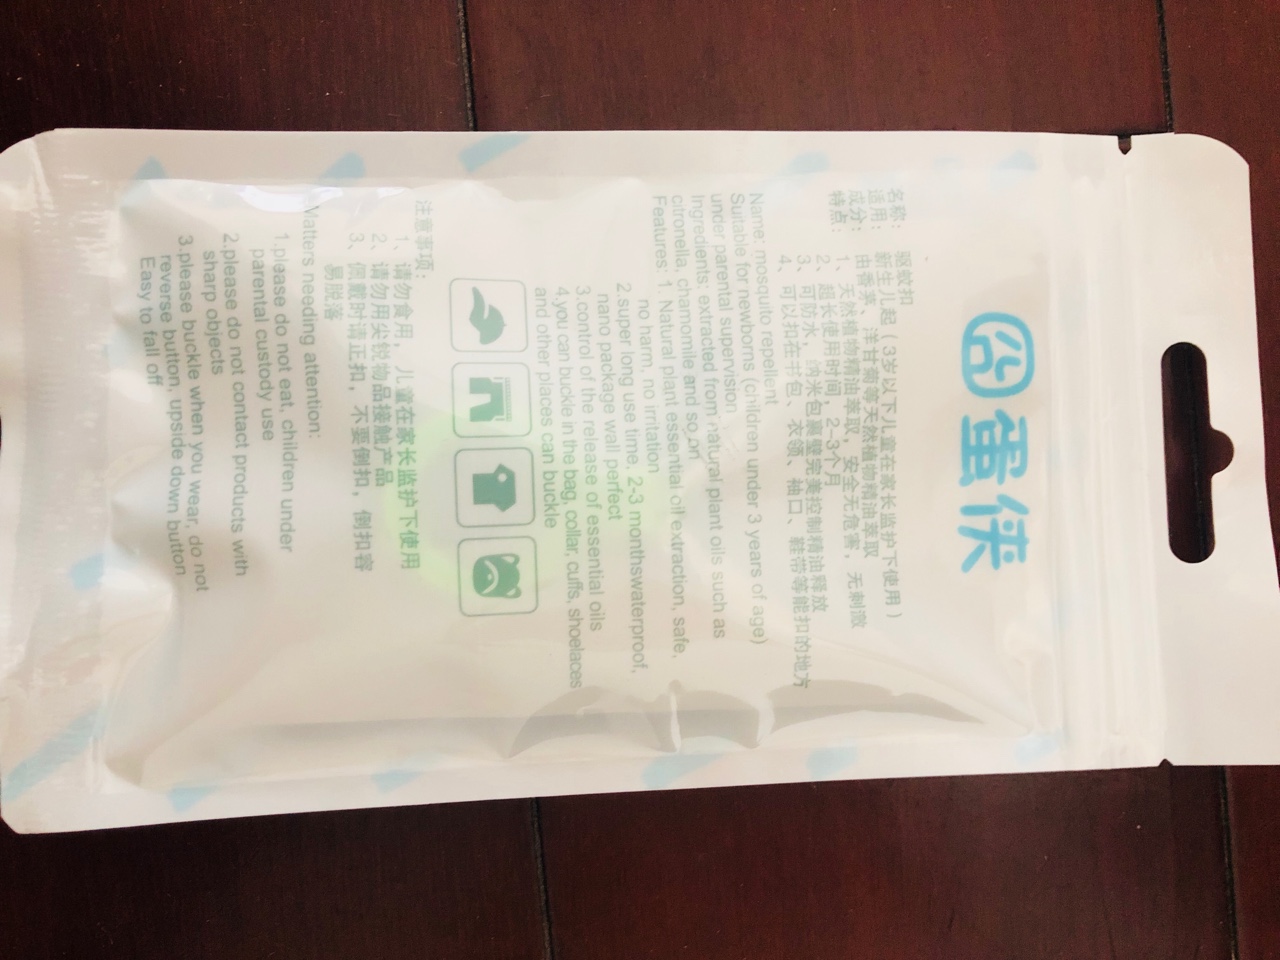 囧蛋侠
名称： 驱蚊扣
适用： 新生儿起（3岁以下儿童在家长监护下使用）
成分： 由香茅、洋甘菊等天然植物精油萃取
特点： 1、天然植物精油萃取，安全无危害，无刺激
2、超长使用时间，2-3个月
3、可防水，纳米包裹壁完美控制精油释放
4、可以扣在书包、衣领、袖口、鞋带等能扣的地方
Name: mosquito repellent
Suitable for newborns (children under 3 years of age)
under parental supervision
Ingredients: extracted from natural plant oils such as
citronella, chamomile and so on
Features: 1. Natural plant essential oil extraction, safe,
no harm, no irritation
2.super long use time, 2-3 monthswaterproof,
nano package wall perfect
3.control of the release of essential oils
4.you can buckle in the bag, collar, cuffs, shoelaces
and other places can buckle
注意事项：
1、请勿食用，儿童在家长监护下使用
2、请勿用尖锐物品接触产品
3、佩戴时请正扣，不要倒扣，倒扣容
易脱落
Matters needing attention:
1.please do not eat, children under
parental custody use
2.please do not contact products with
sharp objects
3.please buckle when you wear, do not
reverse button, upside down button
Easy to fall off